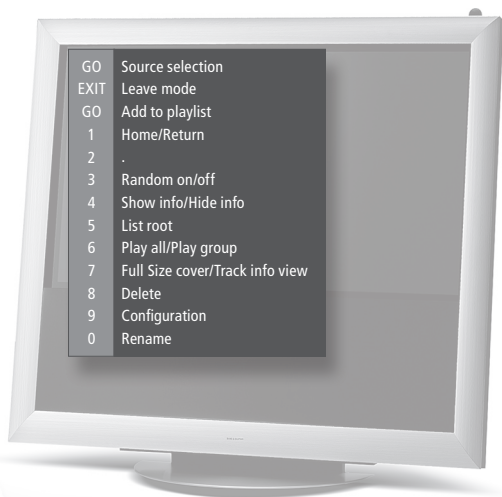 GO Source selection
EXIT Leave mode
GO Add to playlist
1 Home/Return
2 .
3 Random on/off
4 Show info/Hide info
5 List root
6 Play all/Play group
7 Full Size cover/Track info view
8 Delete
9 Configuration
0 Rename